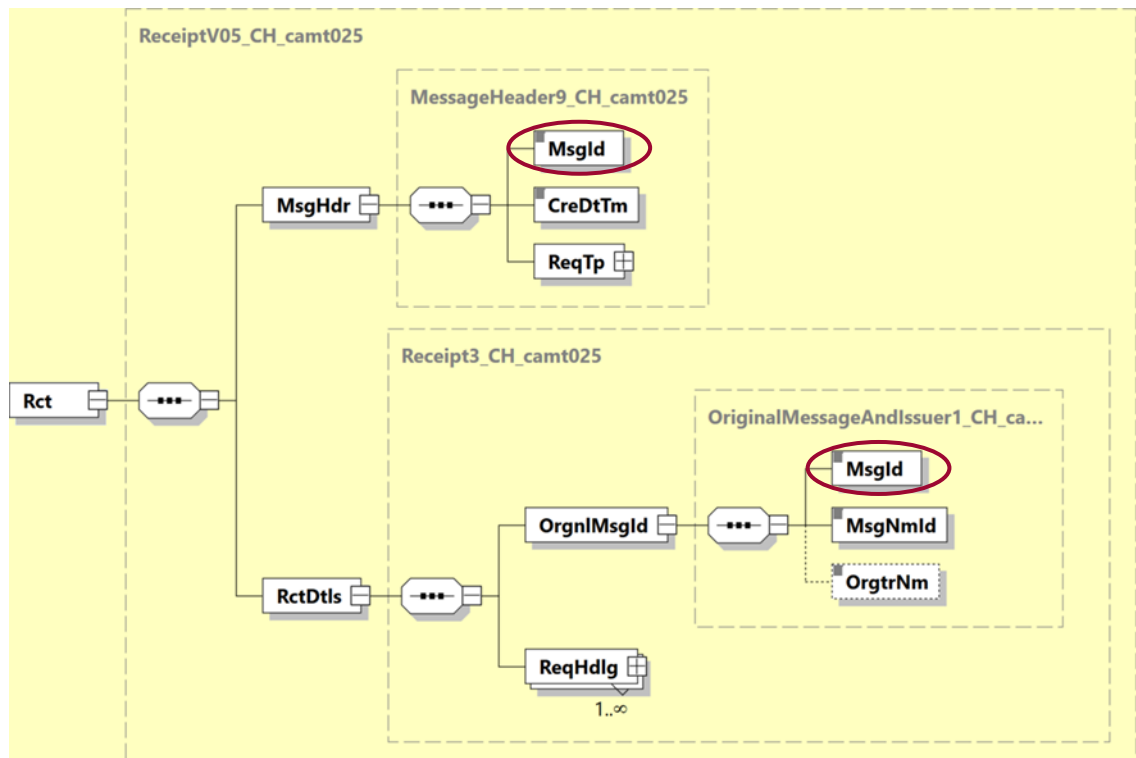 ReceiptV05_CH_camt025
MessageHeader9_CH_camt025
MsgId
MsgHdr
CreDtTm
ReqTp
Receipt3_CH_camt025
Rct
OriginalMessageAndIssuer1_CH_ca...
MsgId
OrgnlMsgId
MsgNmId
RctDtls
OrgtrNm
ReqHdlg
1..∞